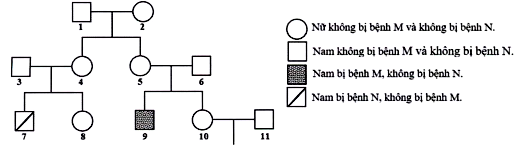 1
2
3
4
5
6
7
8
9
10
11
Nữ không bị bệnh M và không bị bệnh N.
Nam không bị bệnh M và không bị bệnh N.
Nam bị bệnh M, không bị bệnh N.
Nam bị bệnh N, không bị bệnh M.